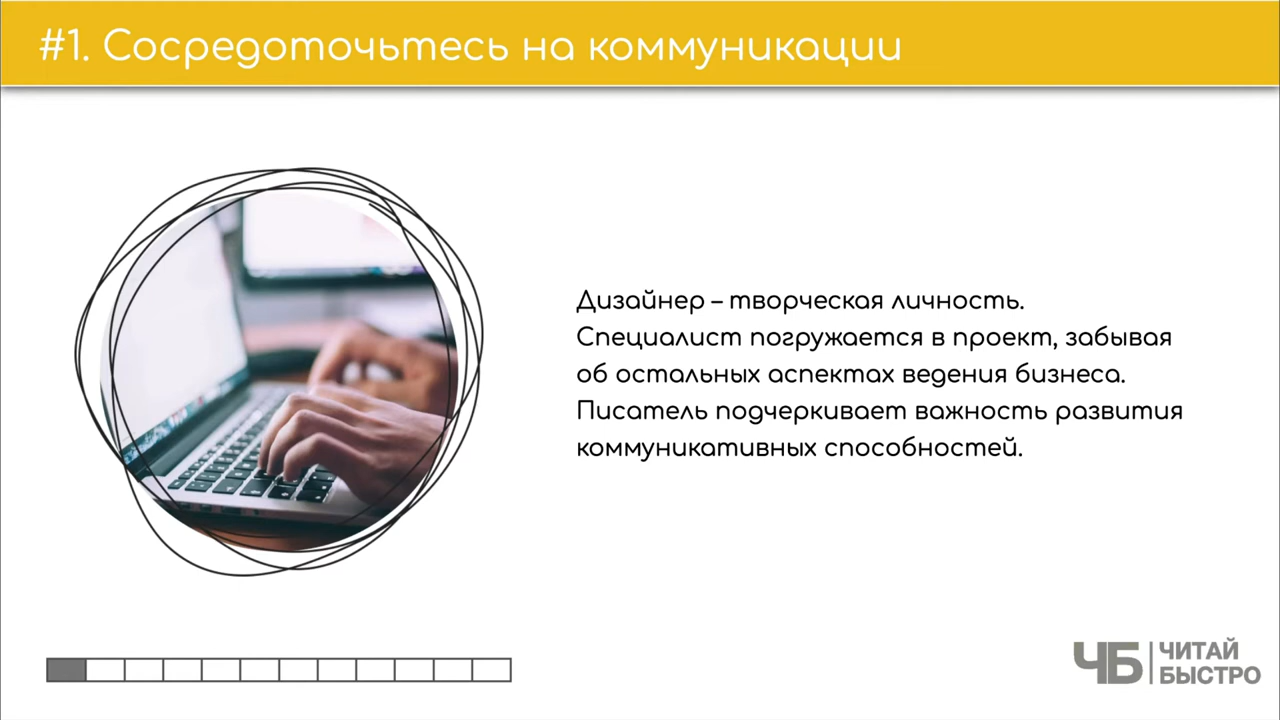 #1. Сосредоточьтесь на коммуникации
Дизайнер – творческая личность.
Специалист погружается в проект, забывая
об остальных аспектах ведения бизнеса.
Писатель подчеркивает важность развития
коммуникативных способностей.
ЧБ ЧИТАЙ
БЫСТРО